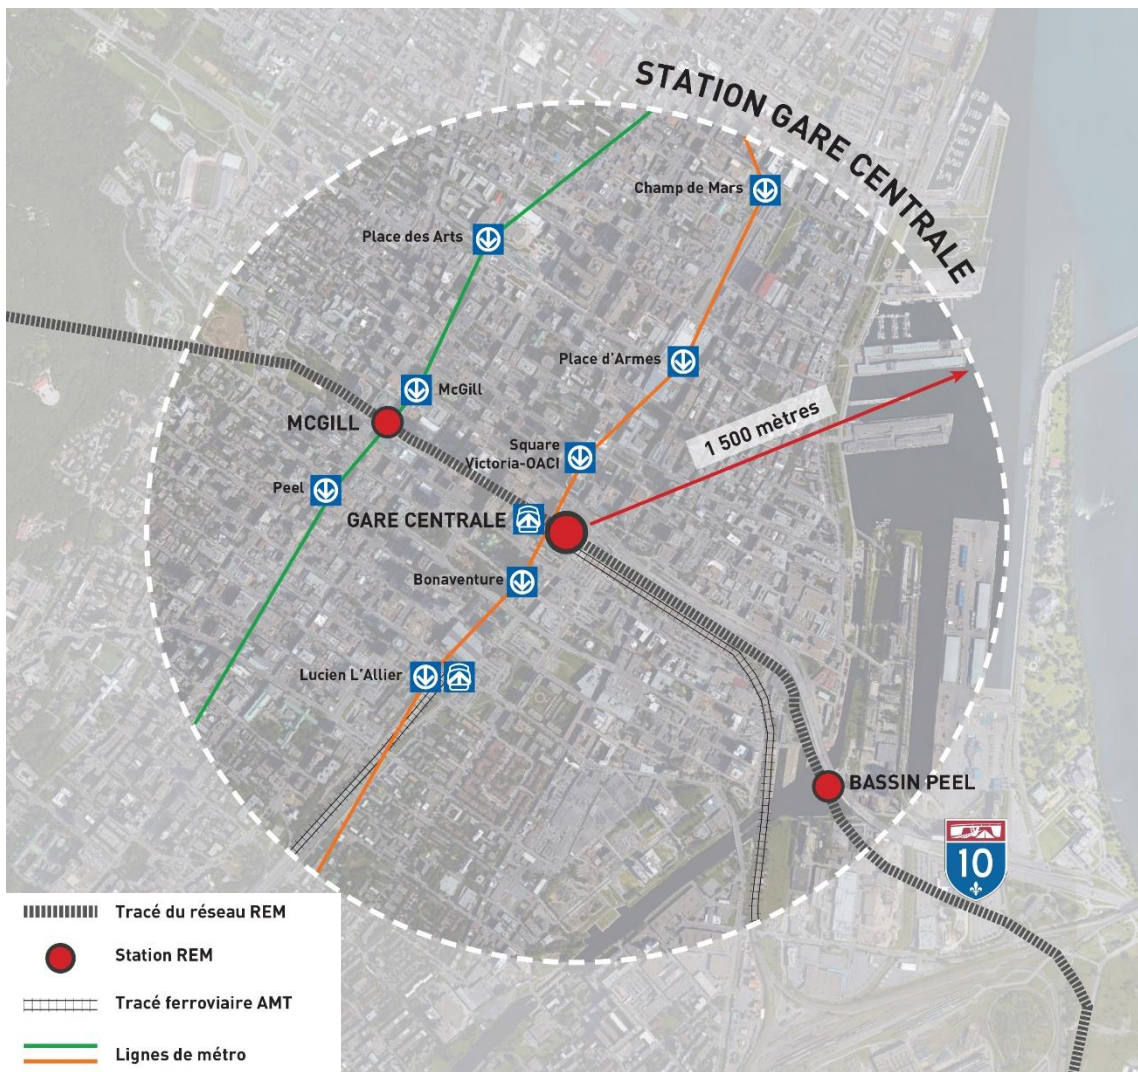 STATION GARE CENTRALE
Champ de Mars
Place des Arts
Place d'Armes
McGill
MCGILL
1 500 mètres
Square
Victoria-OACI
Peel
GARE CENTRALE
Bonaventure
Lucien L'Allier
BASSIN PEEL
10
Tracé du réseau REM
Station REM
Tracé ferroviaire AMT
Lignes de métro